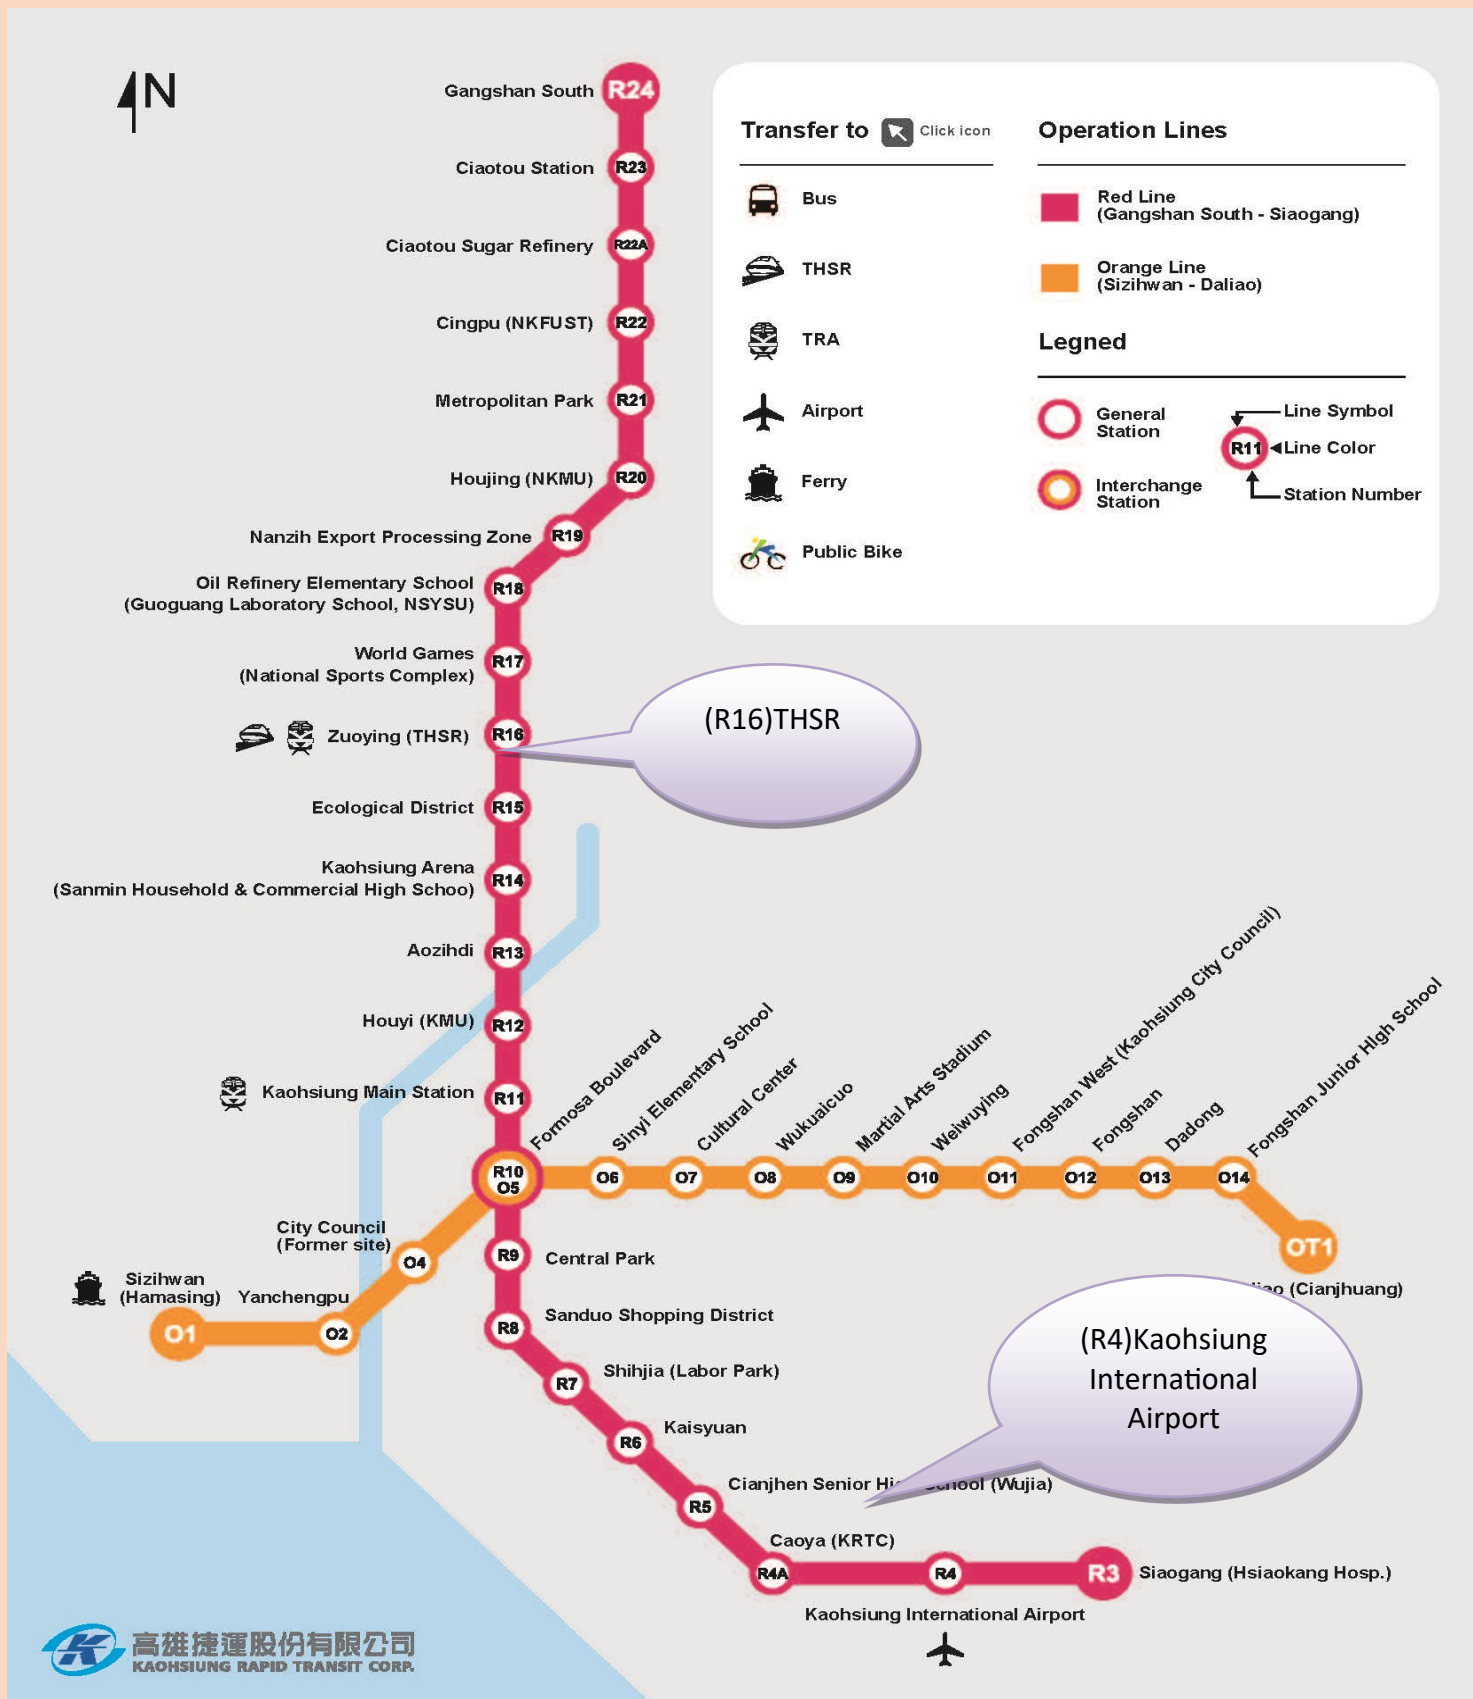 N
Gangshan South
R24
Ciaotou Station
R23
Ciaotou Sugar Refinery
R22A
Cingpu (NKFUST)
R22
Metropolitan Park
R21
Houjing (NKMU)
R20
Nanzih Export Processing Zone
R19
Oil Refinery Elementary School
(Guoguang Laboratory School, NSYSU)
R18
World Games
(National Sports Complex)
R17
Zuoying (THSR)
R16
(R16)THSR
Ecological District
R15
Kaohsiung Arena
(Sanmin Household & Commercial High Schoo)
R14
Aozihdi
R13
Houyi (KMU)
R12
Kaohsiung Main Station
R11
Transfer to
Click icon
Bus
THSR
TRA
Airport
Ferry
Public Bike
Operation Lines
Red Line
(Gangshan South - Siaogang)
Orange Line
(Sizihwan - Daliao)
Legned
General
Station
Interchange
Station
R11
Line Symbol
Line Color
Station Number
Formosa Boulevard
Sinyi Elementary School
Cultural Center
Wukuaicuo
Martial Arts Stadium
Weiwuying
Fongshan West (Kaohsiung City Council)
Fongshan
Dadong
Fongshan Junior HIgh School
R10
O5
O6
O7
O8
O9
O10
O11
O12
O13
O14
OT1
(Cianjhuang)
City Council
(Former site)
O4
Sizihwan
(Hamasing)
O1
Yanchengpu
O2
R9
Central Park
R8
Sanduo Shopping District
R7
Shihjia (Labor Park)
R6
Kaisyuan
R5
Cianjhen Senior School (Wujia)
(R4)Kaohsiung
International
Airport
Caoya (KRTC)
R4A
R4
R3
Siaogang (Hsiaokang Hosp.)
Kaohsiung International Airport
K
高雄捷運股份有限公司
KAOHSIUNG RAPID TRANSIT CORP.